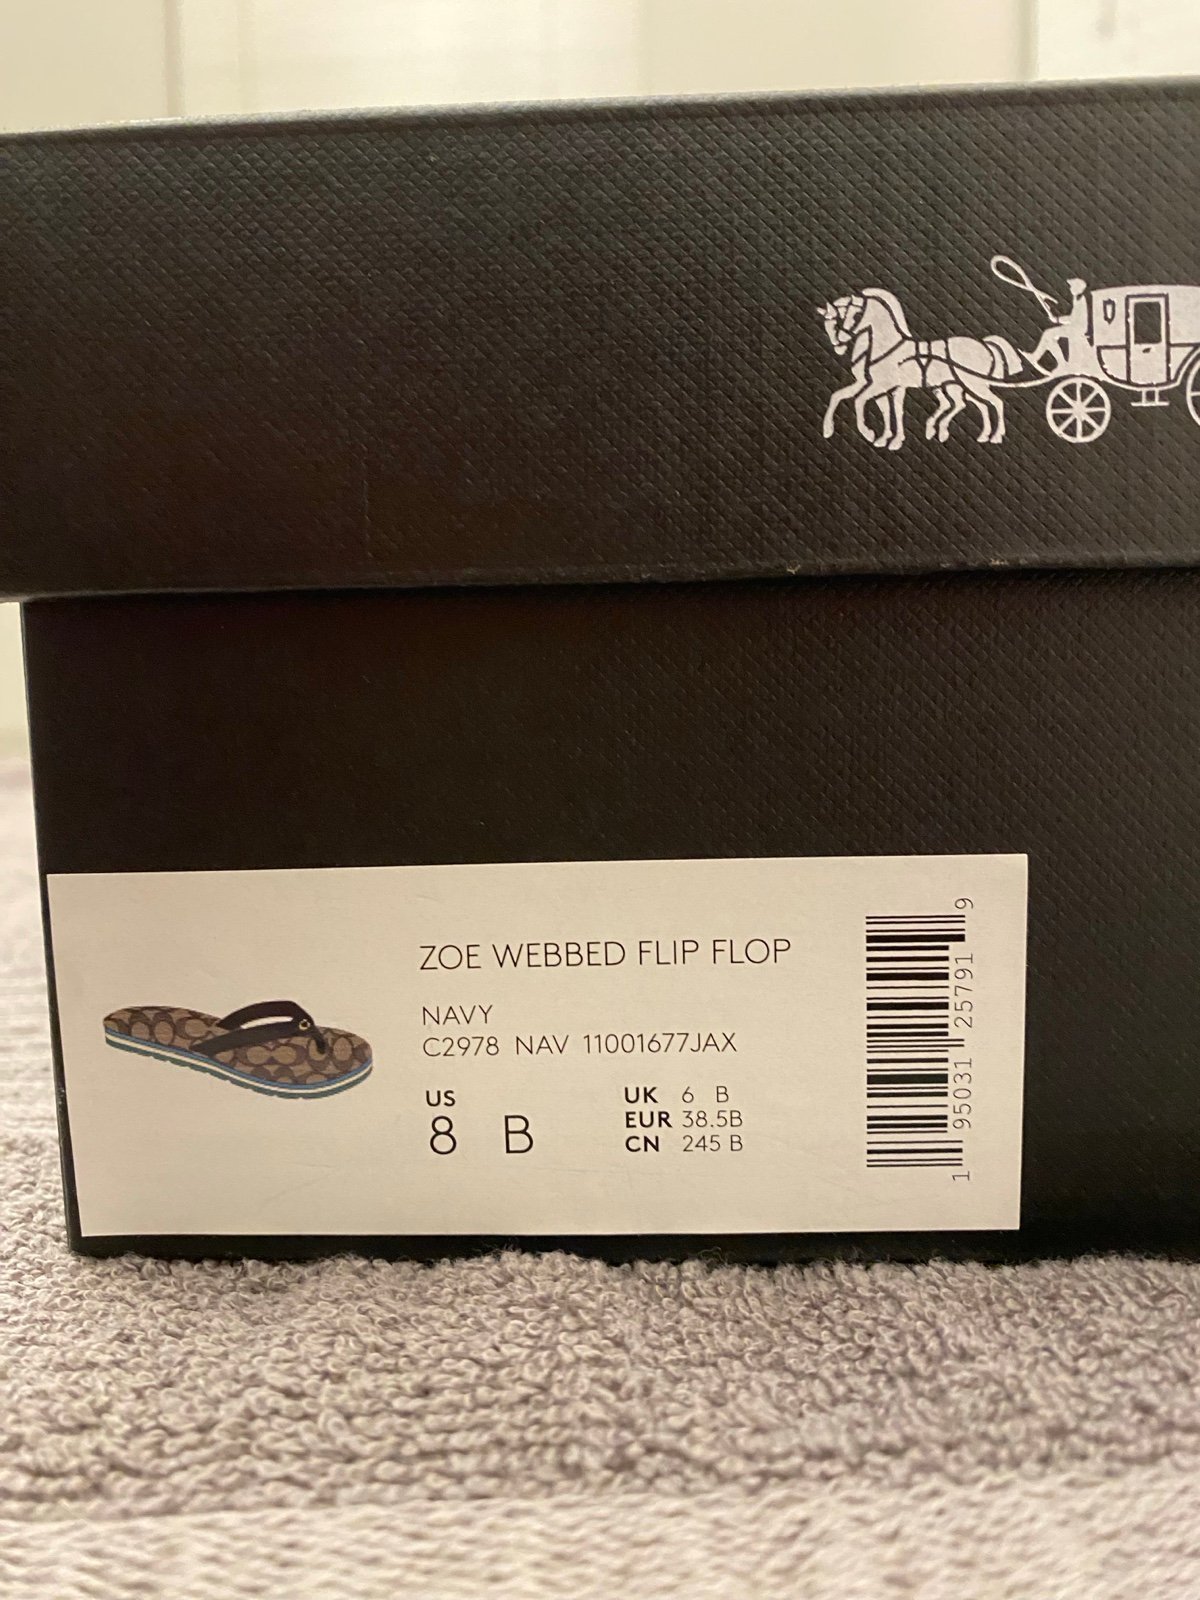 ZOE WEBBED FLIP FLOP
NAVY
C2978 NAV 11001677JAX
US
8 B
UK 6 B
EUR 38.5B
CN 245 B
1 95031 25791 9